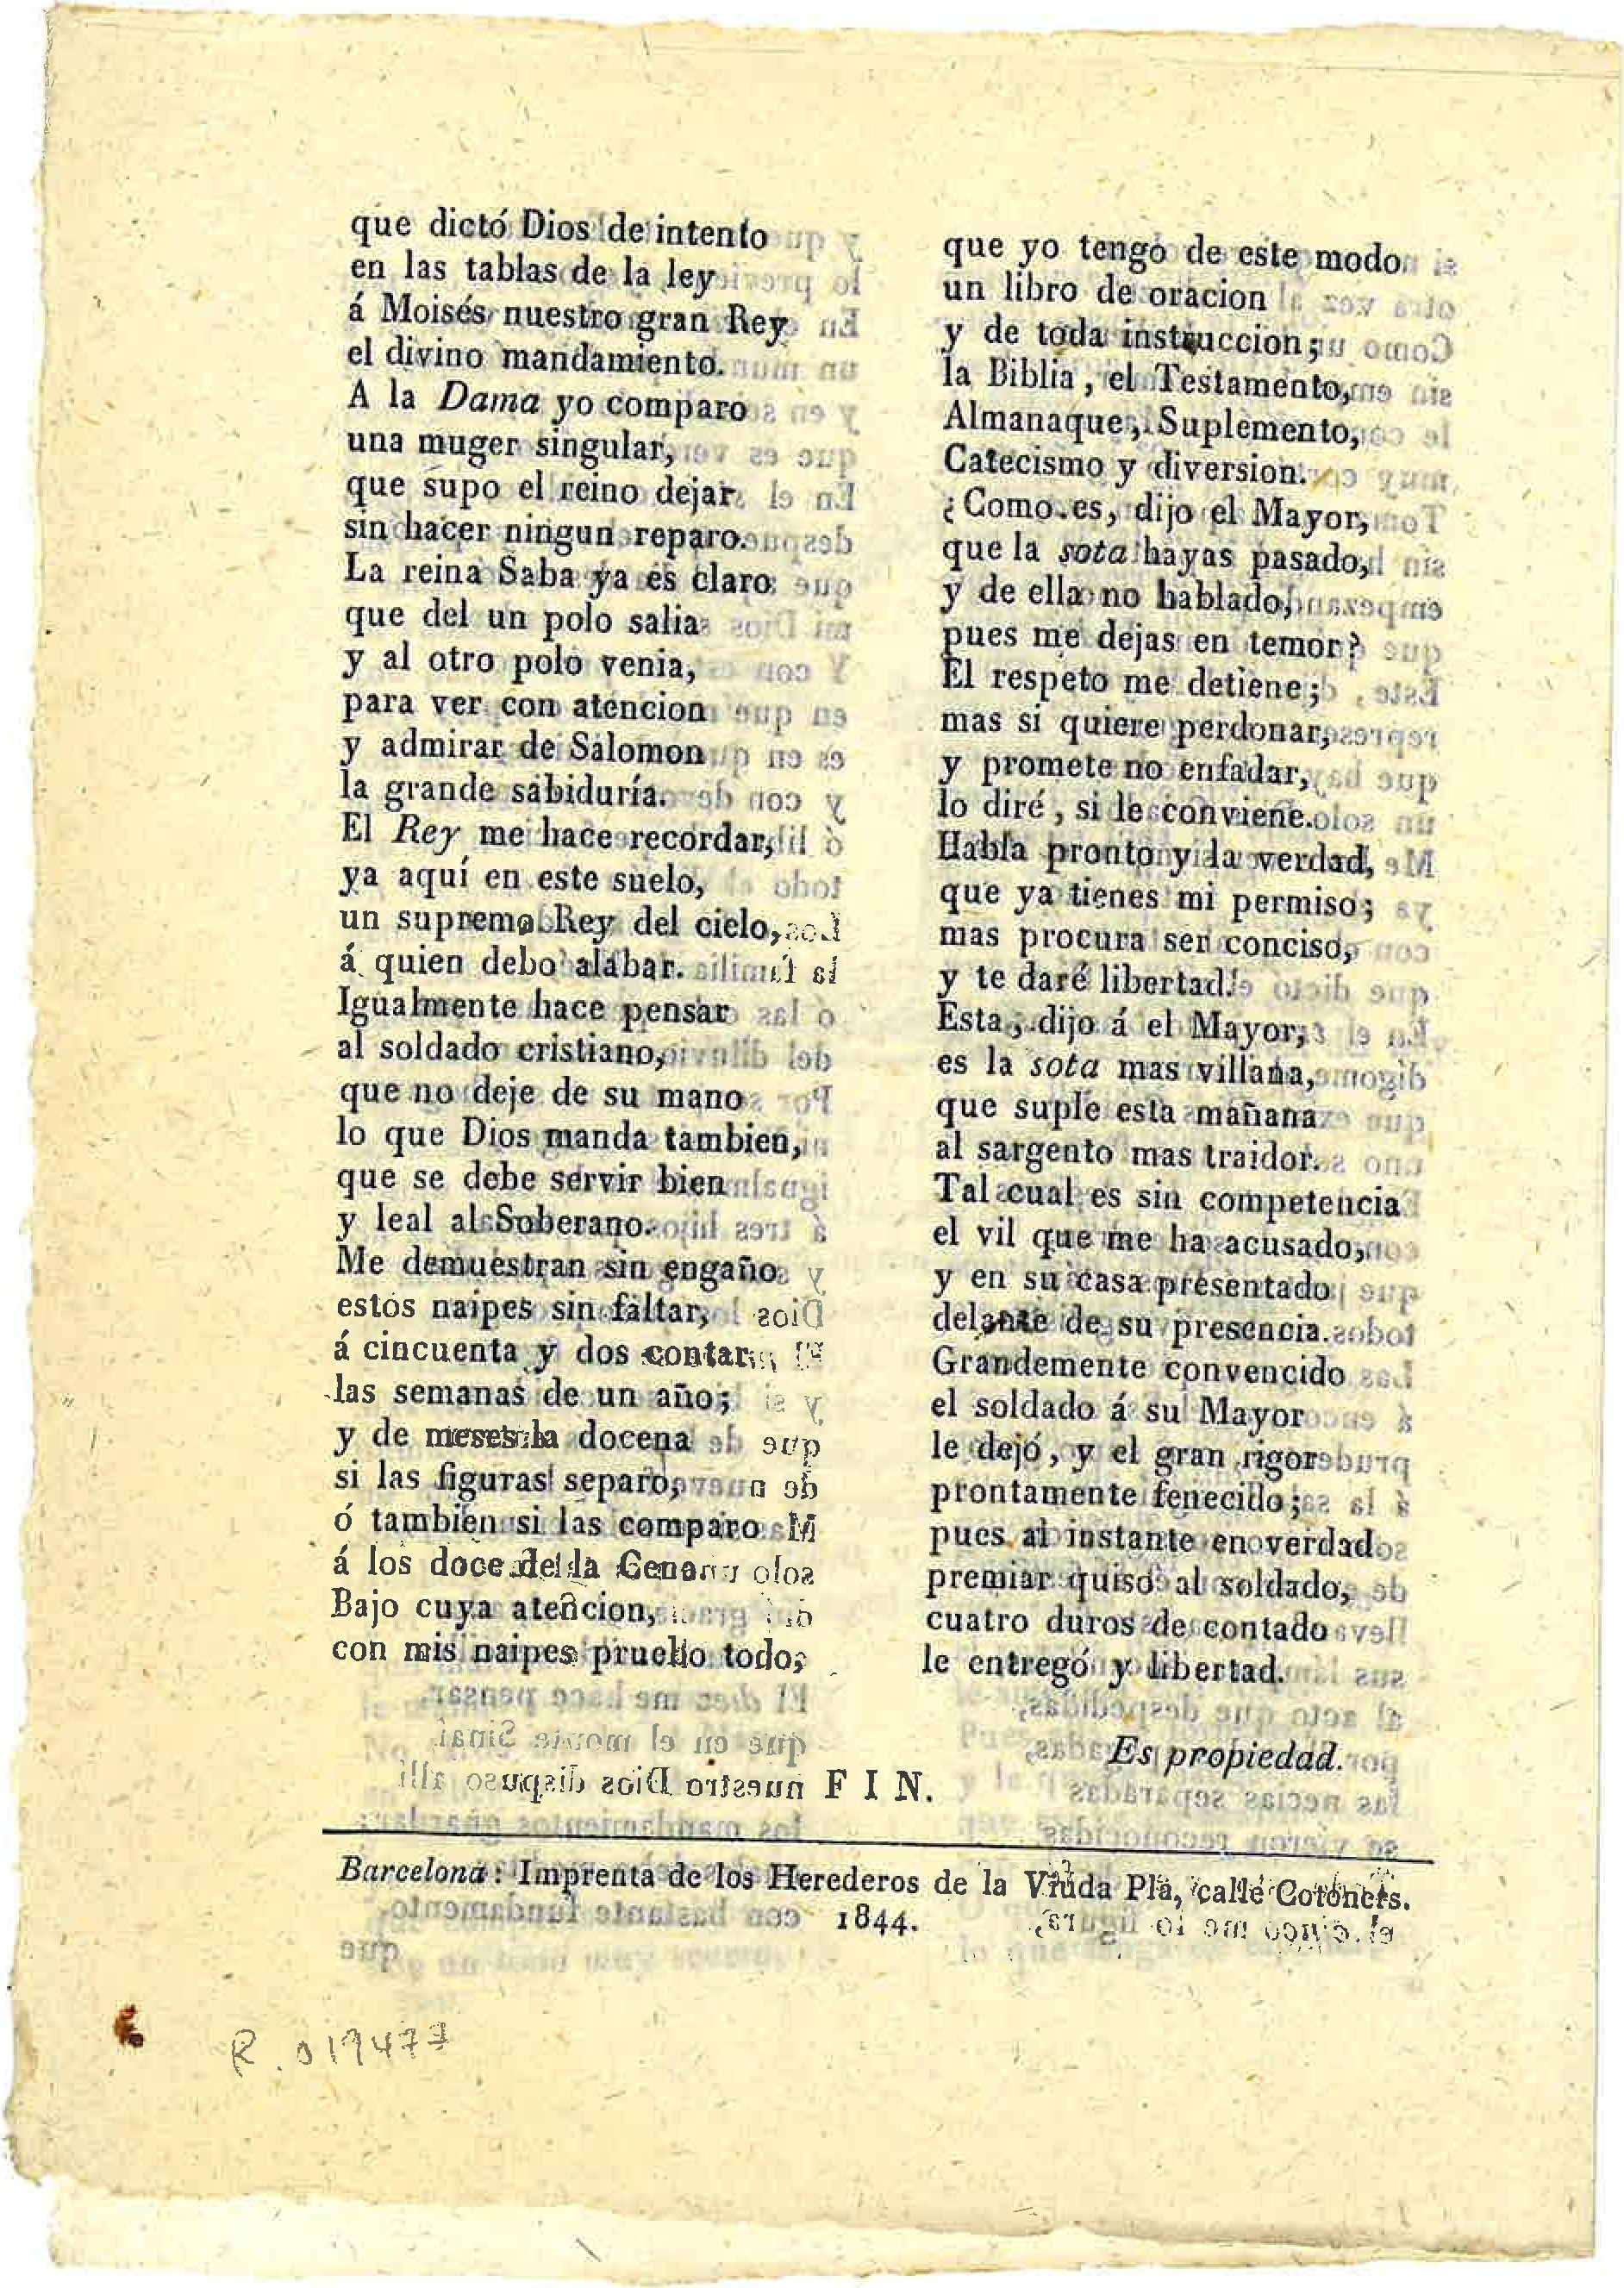 que dictó Dios de intento
en las tablas de la ley
á Moisés nuestro gran Rey
el divino mandamiento.
A la Dama yo comparo
una muger singular,
que supo el reino dejar
sin hacer ningun reparo.
La reina Saba ya es claro
que del un polo salia
y al otro polo venia,
para ver con atencion
y admirar de Salomon
la grande sabiduría.
El Rey me hace recordar,
ya aquí en este suelo,
un supremo Rey del cielo,
á quien debo alabar.
Igualmente hace pensar
al soldado cristiano,
que no deje de su mano
lo que Dios manda tambien,
que se debe servir bien
y leal al Soberano.
Me demuestran sin engaño
estos naipes sin faltar,
á cincuenta y dos contar
las semanas de un año;
y de meses la docena
si las figuras separo,
ó tambien si las comparo
á los doce de la Cena.
Bajo cuya atencion,
con mis naipes pruebo todo,
que yo tengo de este modo
un libro de oracion
y de toda instruccion;
la Biblia, el Testamento,
Almanaque, Suplemento,
Catecismo y diversion.
¿Como es, dijo el Mayor,
que la sota hayas pasado,
y de ella no hablado,
pues me dejas en temor?
El respeto me detiene;
mas si quiere perdonar,
y promete no enfadar,
lo diré, si le conviene.
Habla pronto y la verdad,
que ya tienes mi permiso;
mas procura ser conciso,
y te daré libertad.
Esta, dijo á el Mayor,
es la sota mas villana,
que suple esta mañana
al sargento mas traidor.
Tal cual es sin competencia
el vil que me ha acusado,
y en su casa presentado
delante de su presencia.
Grandemente convencido
el soldado á su Mayor
le dejó, y el gran rigor
prontamente fenecido;
pues al instante en verdad
premiar quiso al soldado,
cuatro duros de contado
le entregó y libertad.
Es propiedad.
FIN.
Barcelona: Imprenta de los Herederos de la Viuda Pla, calle Cotoners.
1844.
R. 019477